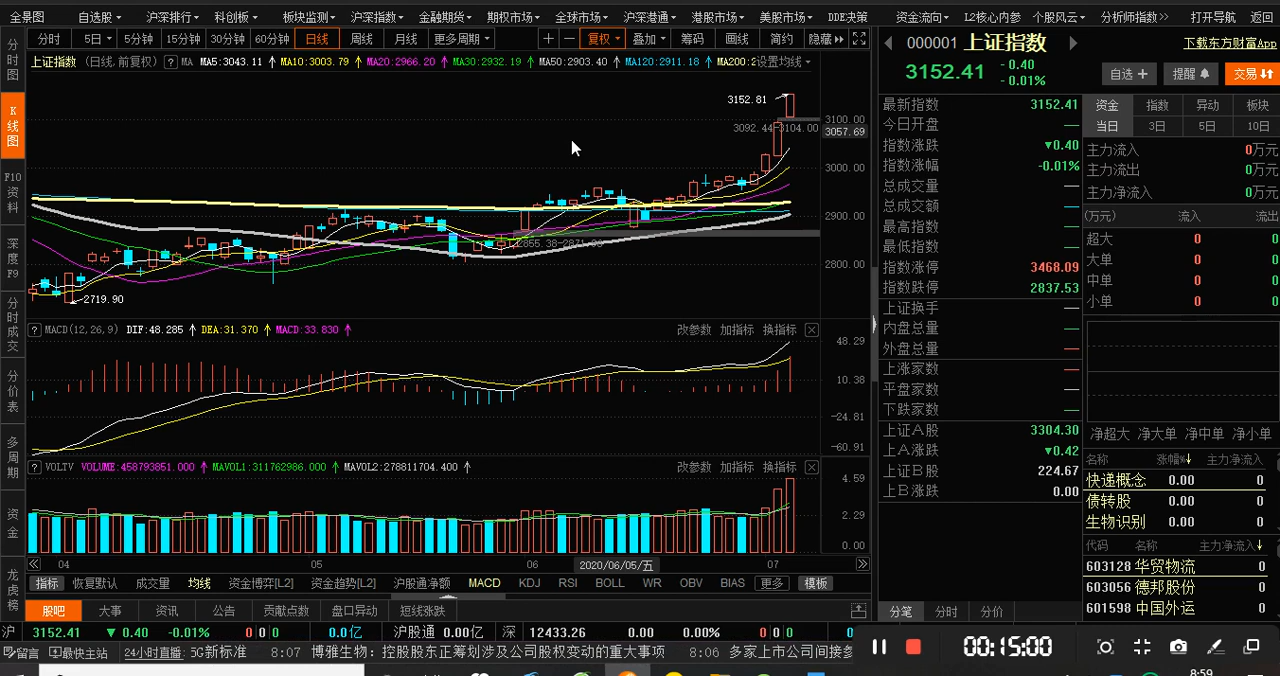 全景图 自选股 沪深排行 科创板 板块监测 沪深指数 金融期货 期权市场 全球市场 沪深港通 港股市场 美股市场 DDE决策 资金流向 L2核心内参 个股风云 分析师指数 打开导航 返回
分时 5日 5分钟 15分钟 30分钟 60分钟 日线 周线 月线 更多周期 + － 复权 叠加 筹码 画线 简约 隐藏
上证指数 (日线,前复权) ? MA MA5:3043.11 MA10:3003.79 MA20:2966.20 MA30:2932.19 MA50:2903.40 MA120:2911.18 MA200:2 设置均线
分时图
K线图
F10资料
深度F9
分时成交
分价表
多周期
资金
龙虎榜
3152.81
3092.44-3104.00
2855.38-2871.
2719.90
3100.00
3057.69
3000.00
2900.00
2800.00
? MACD(12,26,9) DIF:48.285 DEA:31.370 MACD:33.830 改参数 加指标 换指标
48.29
10.38
-24.81
-60.91
? VOLTV VOLUME:458793851.000 MAVOL1:311762986.000 MAVOL2:278811704.400 改参数 加指标 换指标
4.59
2.29
0.00
04 05 06 2020/06/05/五 07
指标 恢复默认 成交量 均线 资金博弈[L2] 资金趋势[L2] 沪股通净额 MACD KDJ RSI BOLL WR OBV BIAS 更多 模板
股吧 大事 资讯 公告 贡献点数 盘口异动 短线涨跌
000001 上证指数 下载东方财富App
3152.41 - 0.40
- 0.01%
自选 + 提醒 交易
最新指数 3152.41
今日开盘 —
指数涨跌 ▼0.40
指数涨幅 -0.01%
总成交量 —
总成交额 —
最高指数 —
最低指数 —
指数涨停 3468.09
指数跌停 2837.53
上证换手 —
内盘总量 —
外盘总量 —
上涨家数 —
平盘家数 —
下跌家数 —
上证A股 3304.30
上A涨跌 ▼0.42
上证B股 224.67
上B涨跌 0.00
分笔 分时 分价
资金 指数 异动 板块
当日 3日 5日 10日
主力流入 0万元
主力流出 0万元
主力净流入 0万元
(万元) 流入 流出
超大 0 0
大单 0 0
中单 0 0
小单 0 0
净超大 净大单 净中单 净小单
名称 涨幅%↓ 主力净流入
快递概念 0.00 0
债转股 0.00 0
生物识别 0.00 0
代码 名称 主力净流入↓
603128 华贸物流 0
603056 德邦股份 0
601598 中国外运 0
沪 3152.41 ▼ 0.40 -0.01% 0|0|0 0.0亿 沪股通 0.00亿 深 12433.26 0.00 0.00% 0|0|0
留言 最快主站 24小时直播: 5G新标准 8:07 博雅生物: 控股股东正筹划涉及公司股权变动的重大事项 8:06 多家上市公司间接参
00:15:00
8:59